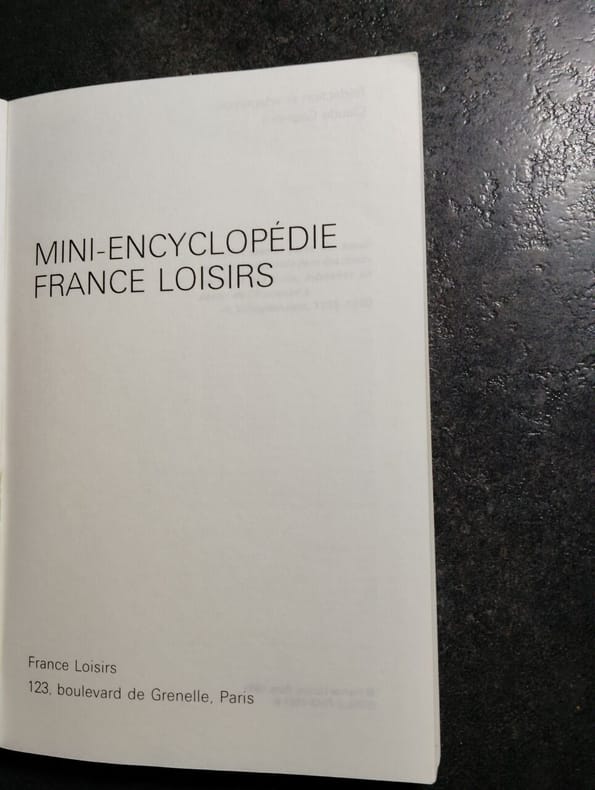 MINI-ENCYCLOPÉDIE
FRANCE LOISIRS
France Loisirs
123, boulevard de Grenelle, Paris